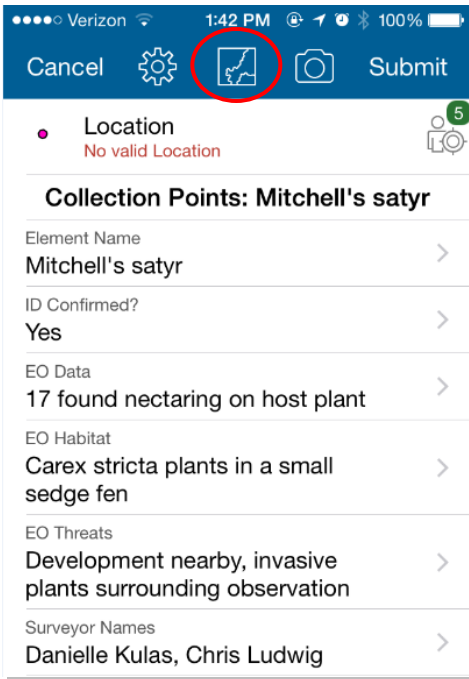 Verizon 1:42 PM 100%
Cancel Submit
Location 5
No valid Location
Collection Points: Mitchell's satyr
Element Name
Mitchell's satyr
ID Confirmed?
Yes
EO Data
17 found nectaring on host plant
EO Habitat
Carex stricta plants in a small
sedge fen
EO Threats
Development nearby, invasive
plants surrounding observation
Surveyor Names
Danielle Kulas, Chris Ludwig